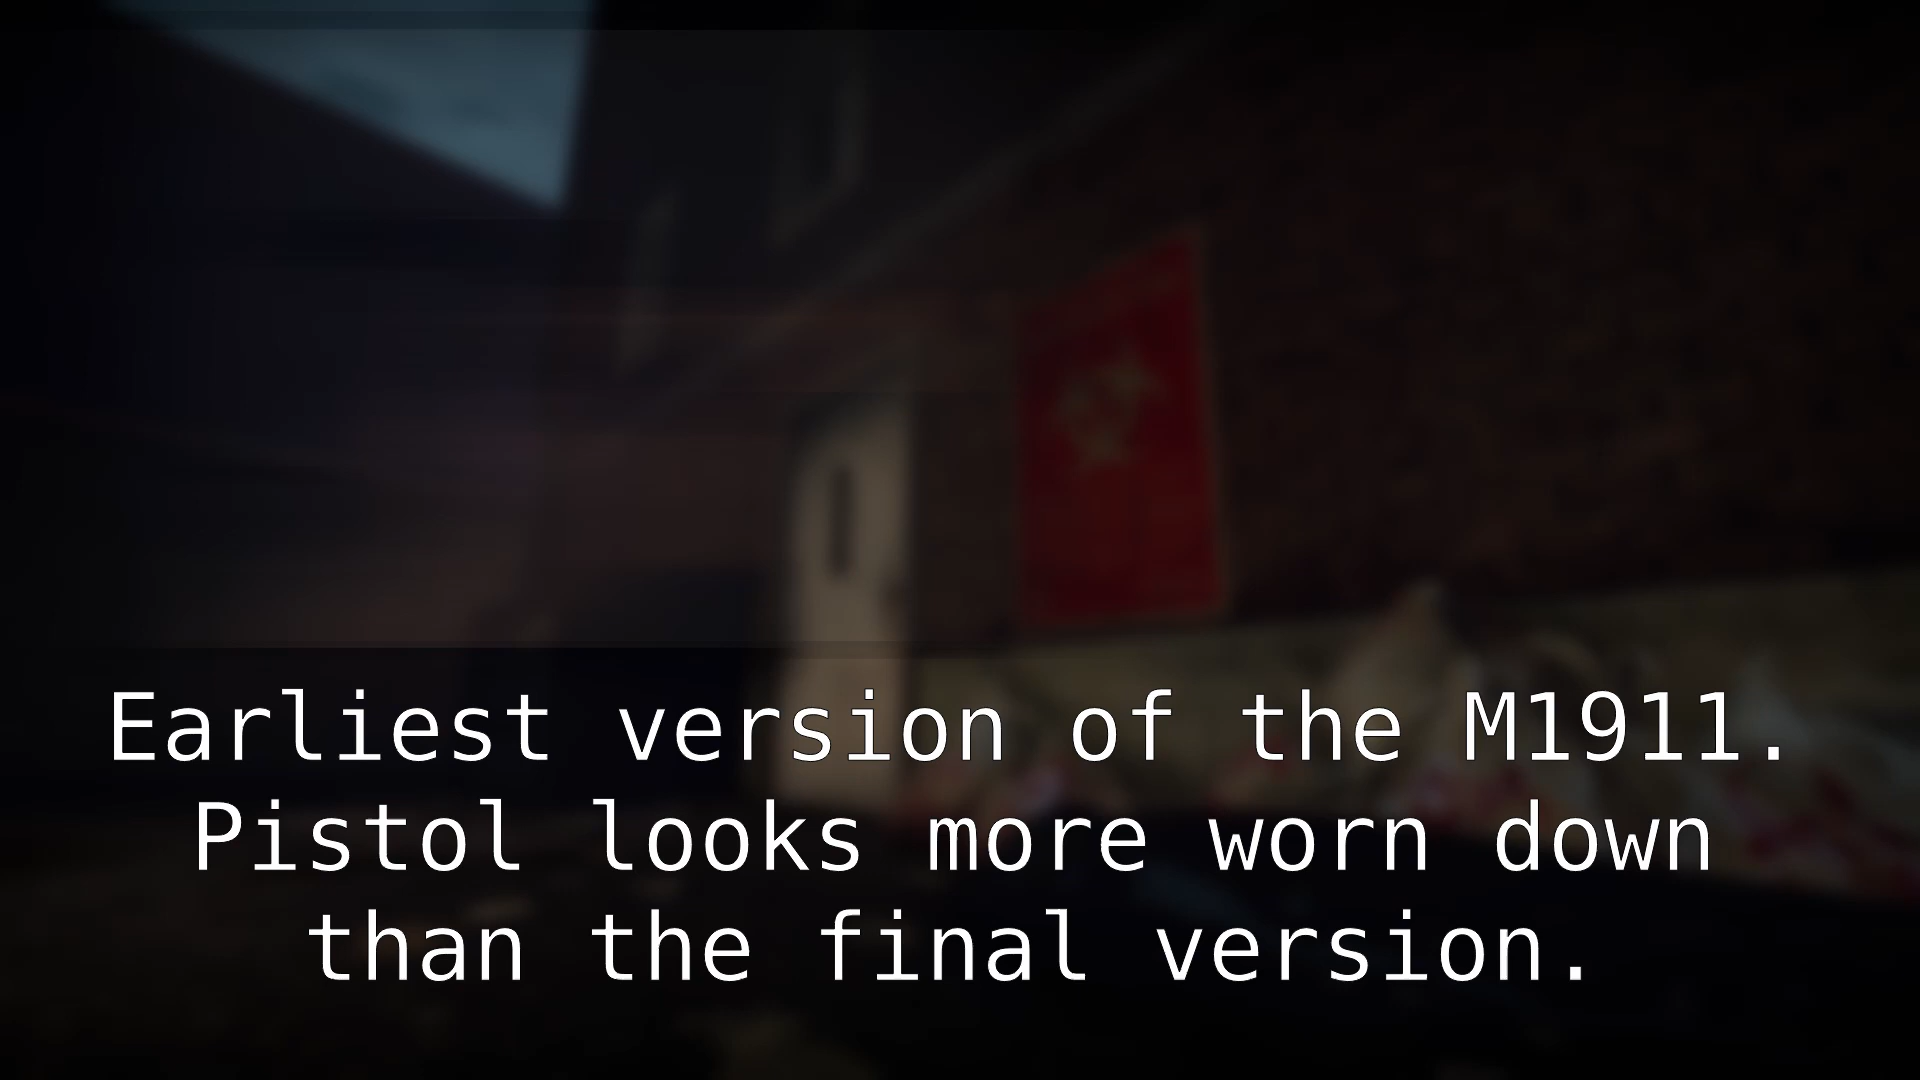 Earliest version of the M1911.
Pistol looks more worn down
than the final version.